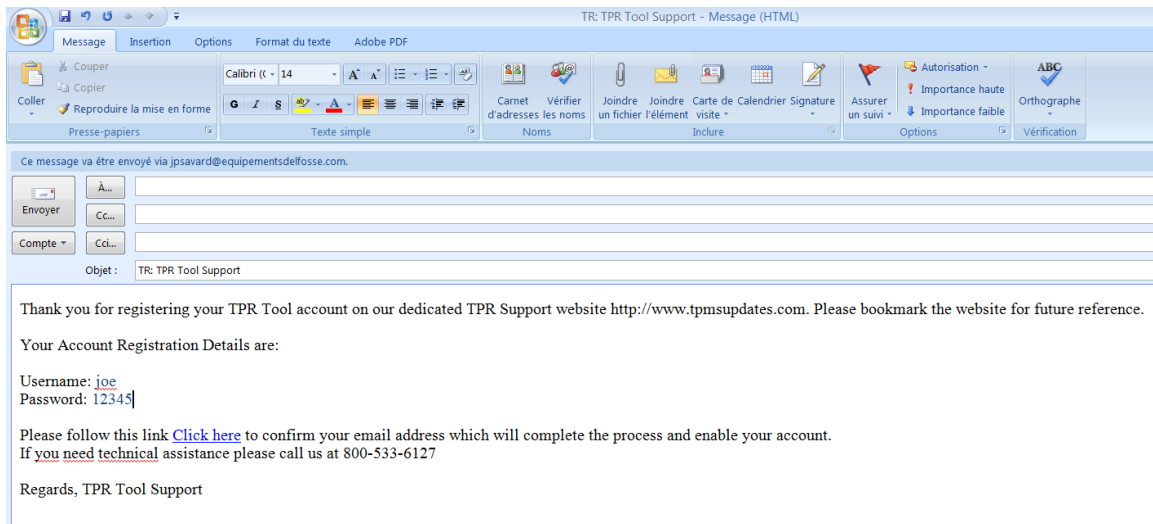 TR: TPR Tool Support - Message (HTML)
Message Insertion Options Format du texte Adobe PDF
Coller
Couper
Copier
Reproduire la mise en forme
Presse-papiers
Calibri (C 14
G I S
Texte simple
Carnet d'adresses
Vérifier les noms
Noms
Joindre un fichier
Joindre l'élément
Carte de visite
Calendrier
Signature
Inclure
Assurer un suivi
Autorisation
Importance haute
Importance faible
Options
ABC
Orthographe
Vérification
Ce message va être envoyé via jpsavard@equipementsdelfosse.com.
Envoyer
À...
Cc...
Compte
Cci...
Objet : TR: TPR Tool Support
Thank you for registering your TPR Tool account on our dedicated TPR Support website http://www.tpmsupdates.com. Please bookmark the website for future reference.
Your Account Registration Details are:
Username: joe
Password: 12345
Please follow this link Click here to confirm your email address which will complete the process and enable your account.
If you need technical assistance please call us at 800-533-6127
Regards, TPR Tool Support